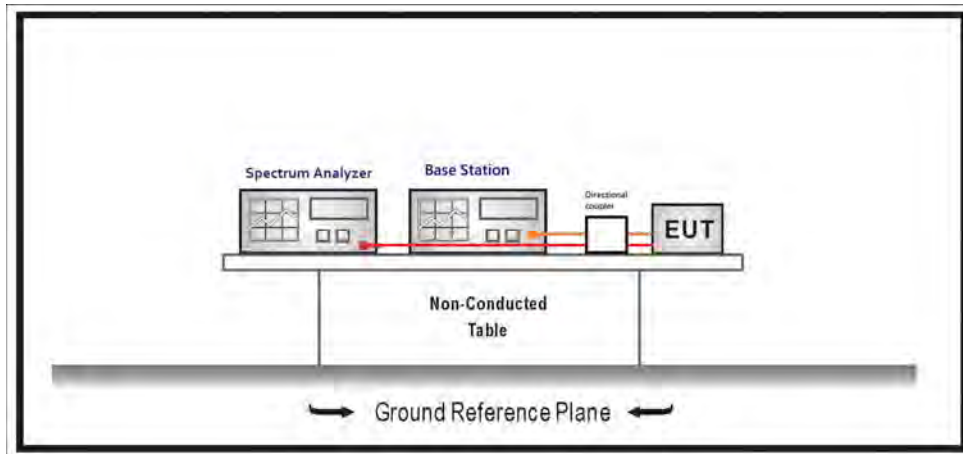 Spectrum Analyzer
Base Station
Directional
coupler
EUT
Non-Conducted
Table
Ground Reference Plane